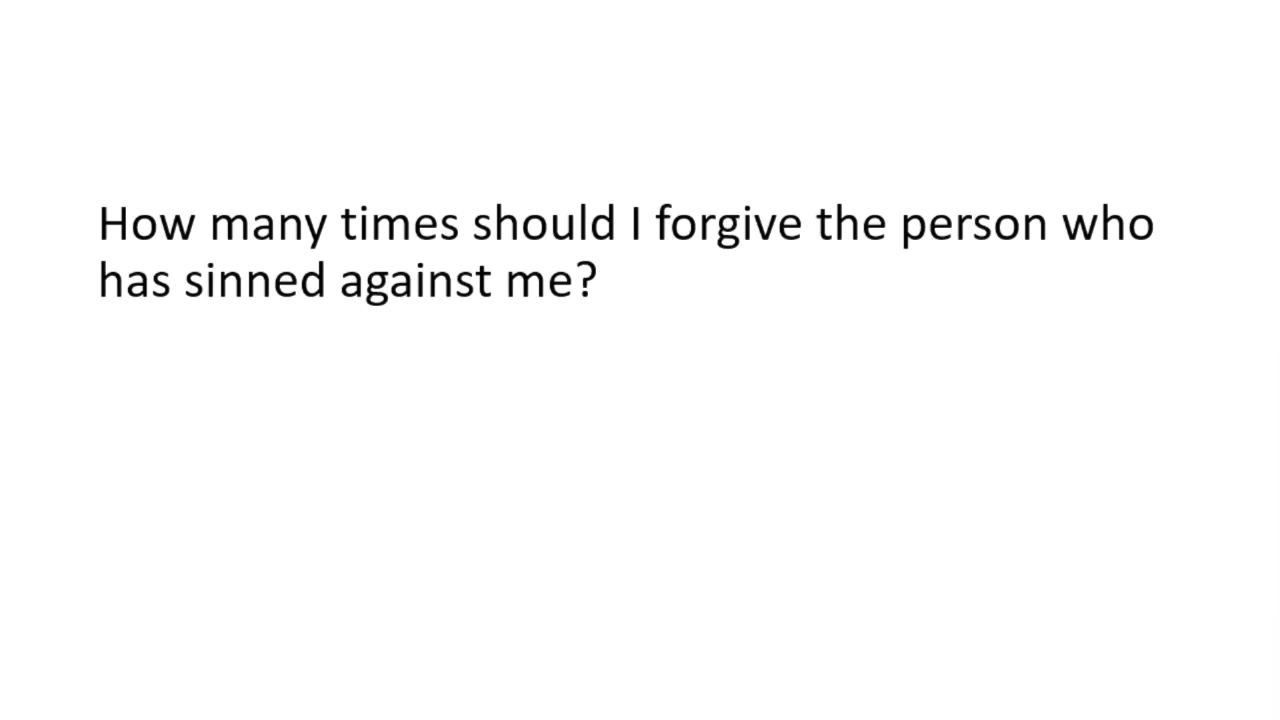 How many times should I forgive the person who
has sinned against me?